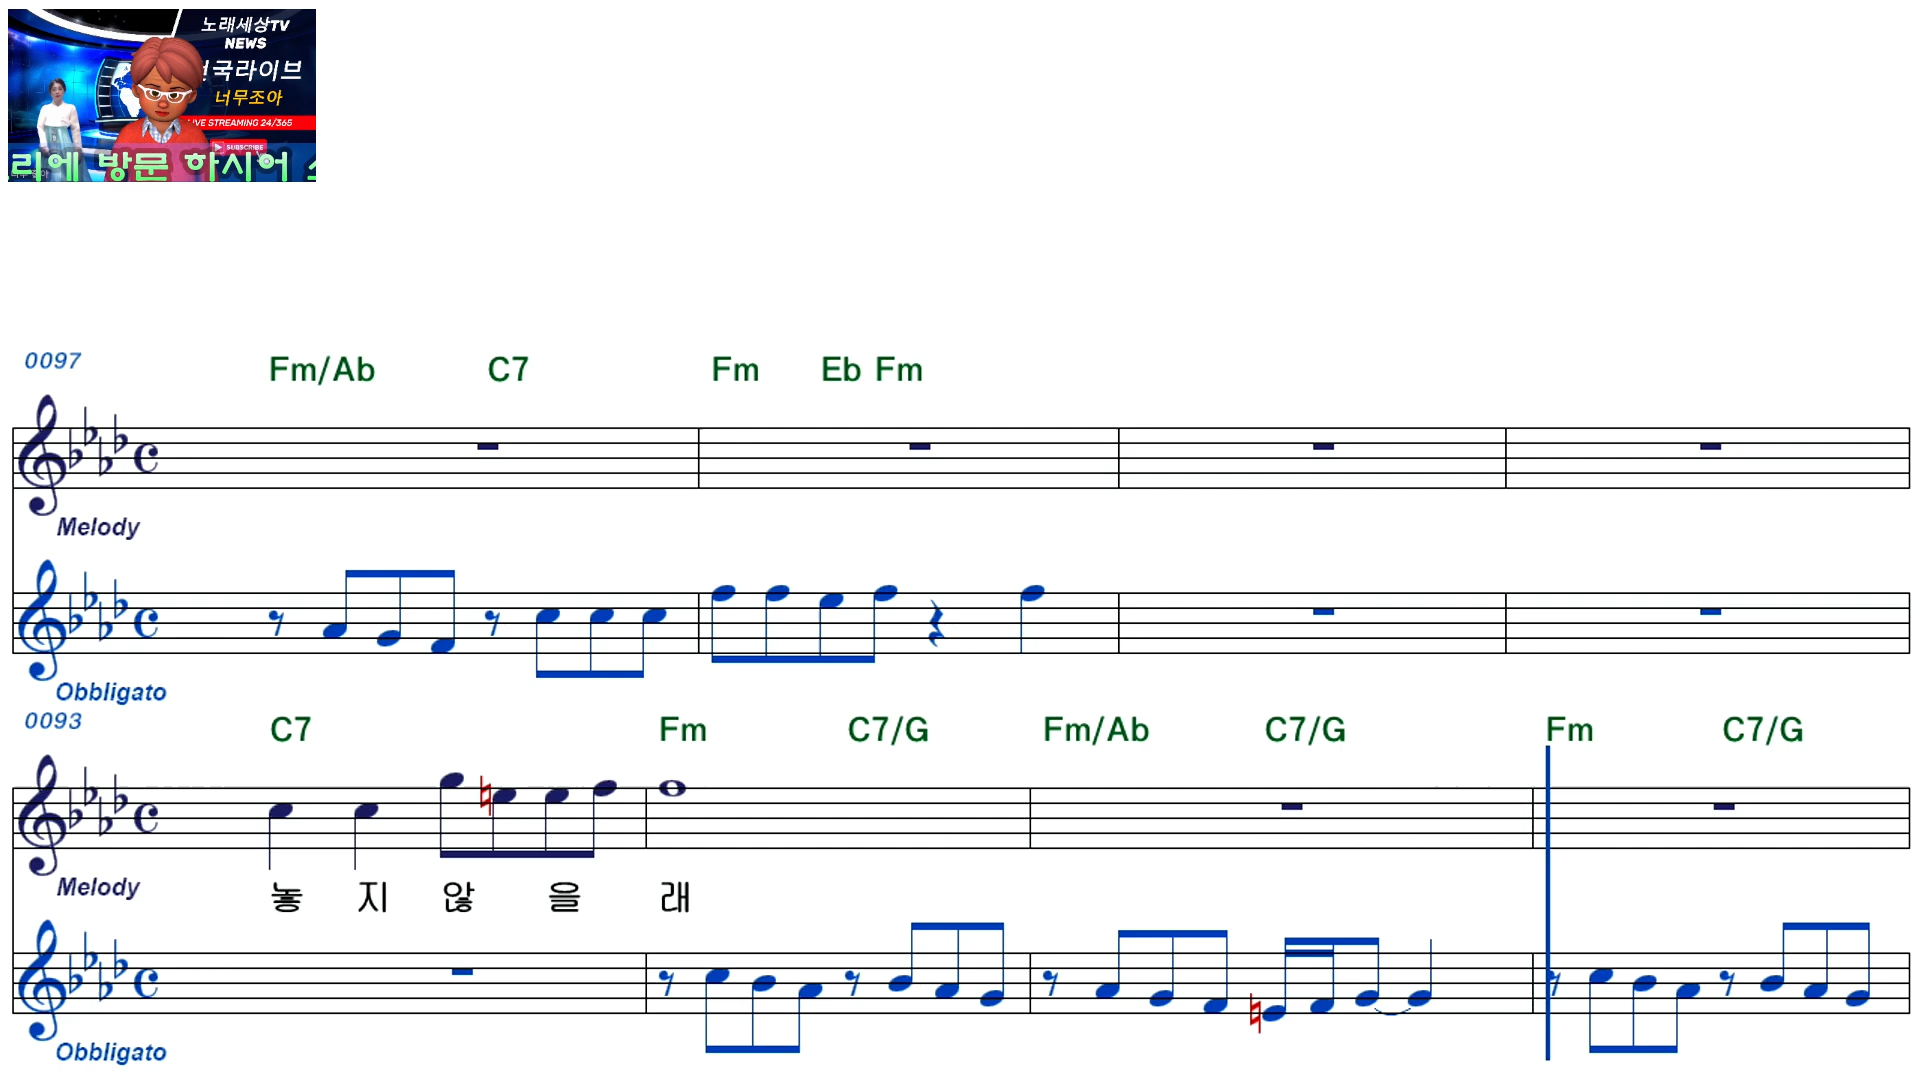 노래세상TV
NEWS
전국라이브
너무조아
LIVE STREAMING 24/365
SUBSCRIBE
리에 방문 하시어
0097
Fm/Ab C7 Fm Eb Fm
Melody
Obbligato
0093
C7 Fm C7/G Fm/Ab C7/G Fm C7/G
Melody
놓 지 않 을 래
Obbligato